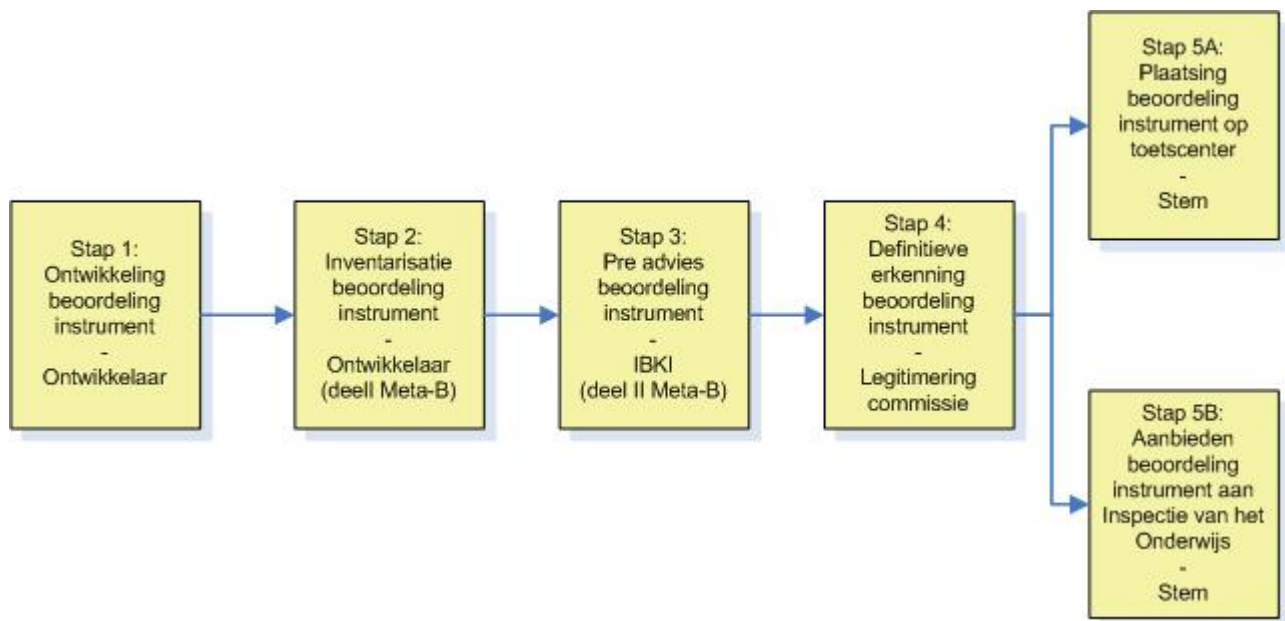 Stap 1:
Ontwikkeling
beoordeling
instrument
-
Ontwikkelaar
Stap 2:
Inventarisatie
beoordeling
instrument
-
Ontwikkelaar
(deelI Meta-B)
Stap 3:
Pre advies
beoordeling
instrument
-
IBKI
(deel II Meta-B)
Stap 4:
Definitieve
erkenning
beoordeling
instrument
-
Legitimering
commissie
Stap 5A:
Plaatsing
beoordeling
instrument op
toetscenter
-
Stem
Stap 5B:
Aanbieden
beoordeling
instrument aan
Inspectie van het
Onderwijs
-
Stem